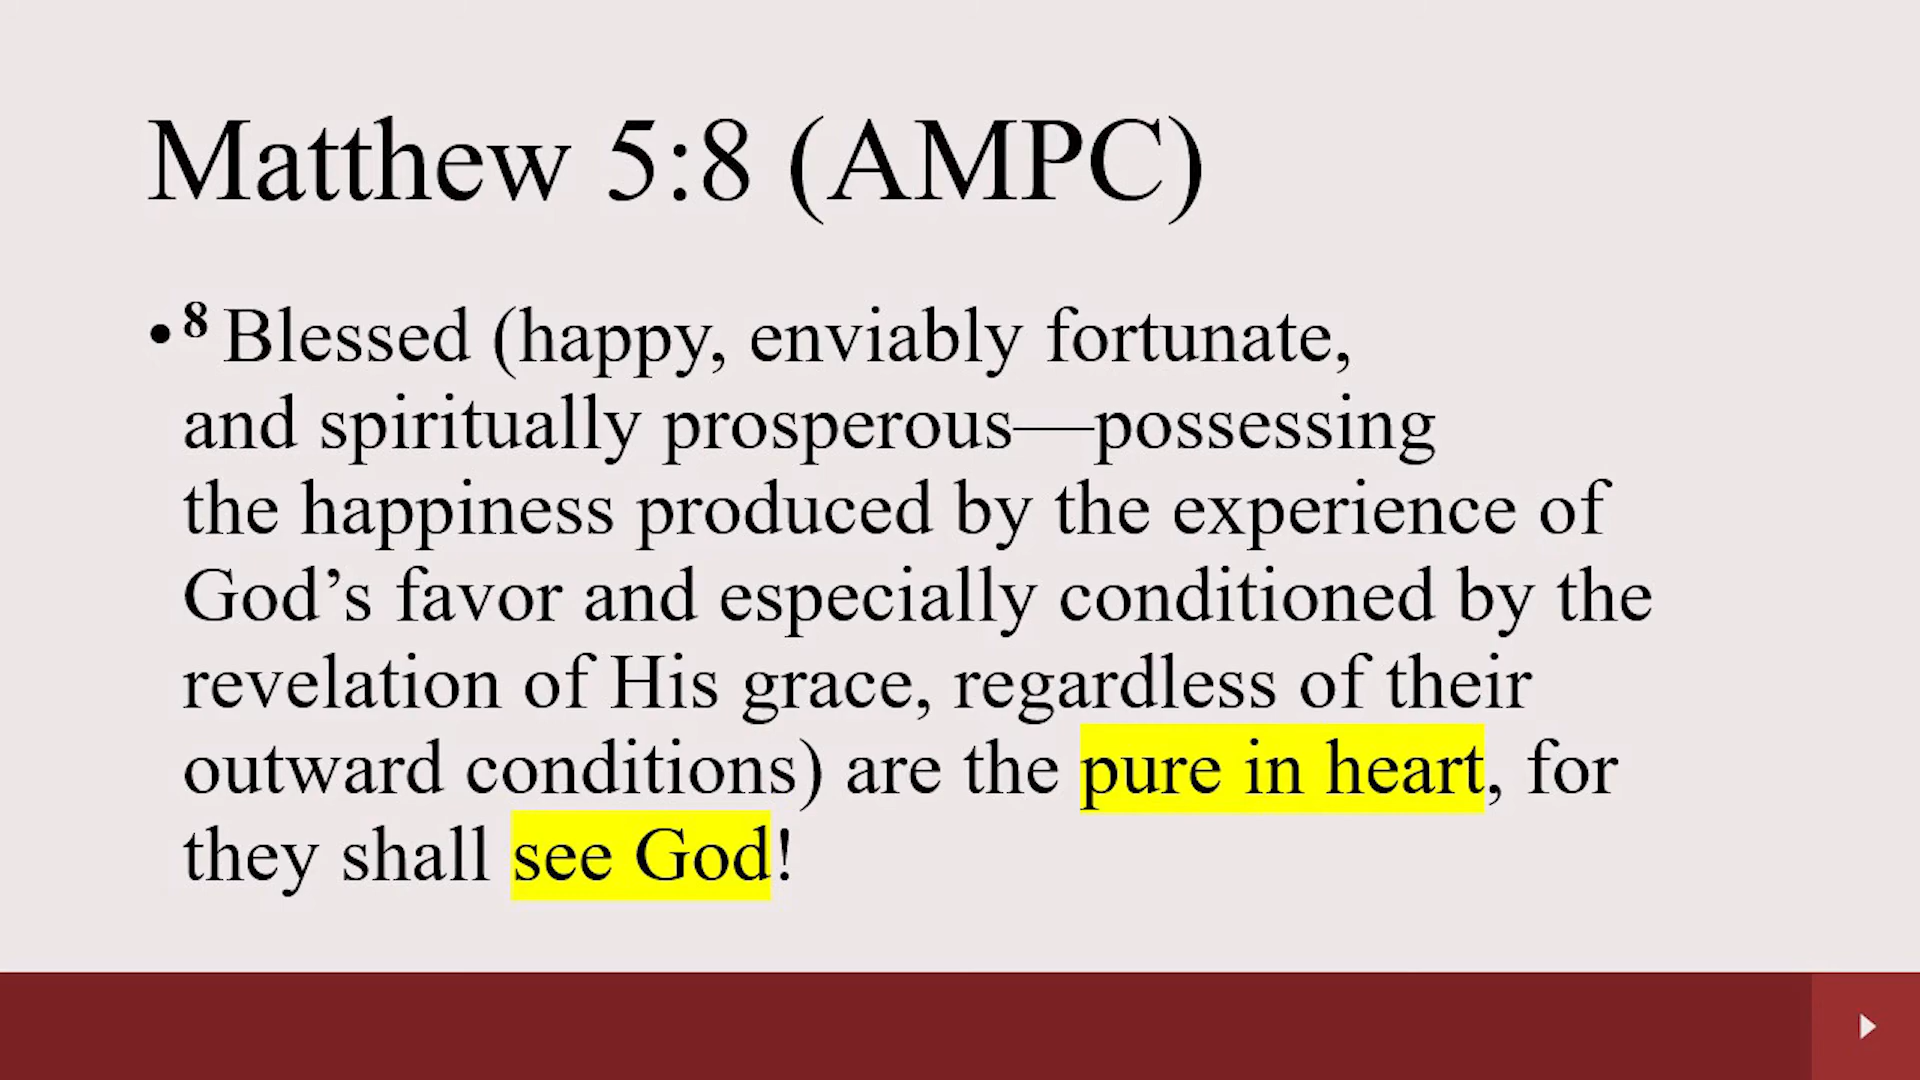 Matthew 5:8 (AMPC)
• 8 Blessed (happy, enviably fortunate,
and spiritually prosperous—possessing
the happiness produced by the experience of
God’s favor and especially conditioned by the
revelation of His grace, regardless of their
outward conditions) are the pure in heart, for
they shall see God!